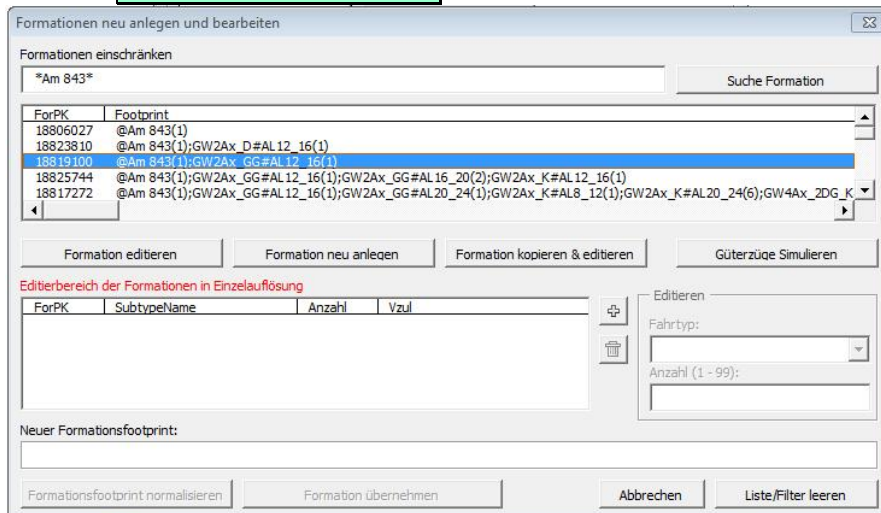 Formationen neu anlegen und bearbeiten
Formationen einschränken
*Am 843*
Suche Formation
ForPK Footprint
18806027 @Am 843(1)
18823810 @Am 843(1);GW2Ax_D#AL12_16(1)
18819100 @Am 843(1);GW2Ax_GG#AL12_16(1)
18825744 @Am 843(1);GW2Ax_GG#AL12_16(1);GW2Ax_GG#AL16_20(2);GW2Ax_K#AL12_16(1)
18817272 @Am 843(1);GW2Ax_GG#AL12_16(1);GW2Ax_GG#AL20_24(1);GW2Ax_K#AL8_12(1);GW2Ax_K#AL20_24(6);GW4Ax_2DG_K
Formation editieren Formation neu anlegen Formation kopieren & editieren Güterzüge Simulieren
Editierbereich der Formationen in Einzelauflösung
ForPK SubtypeName Anzahl Vzul
Editieren
Fahrtyp:
Anzahl (1 - 99):
Neuer Formationsfootprint:
Formationsfootprint normalisieren Formation übernehmen Abbrechen Liste/Filter leeren